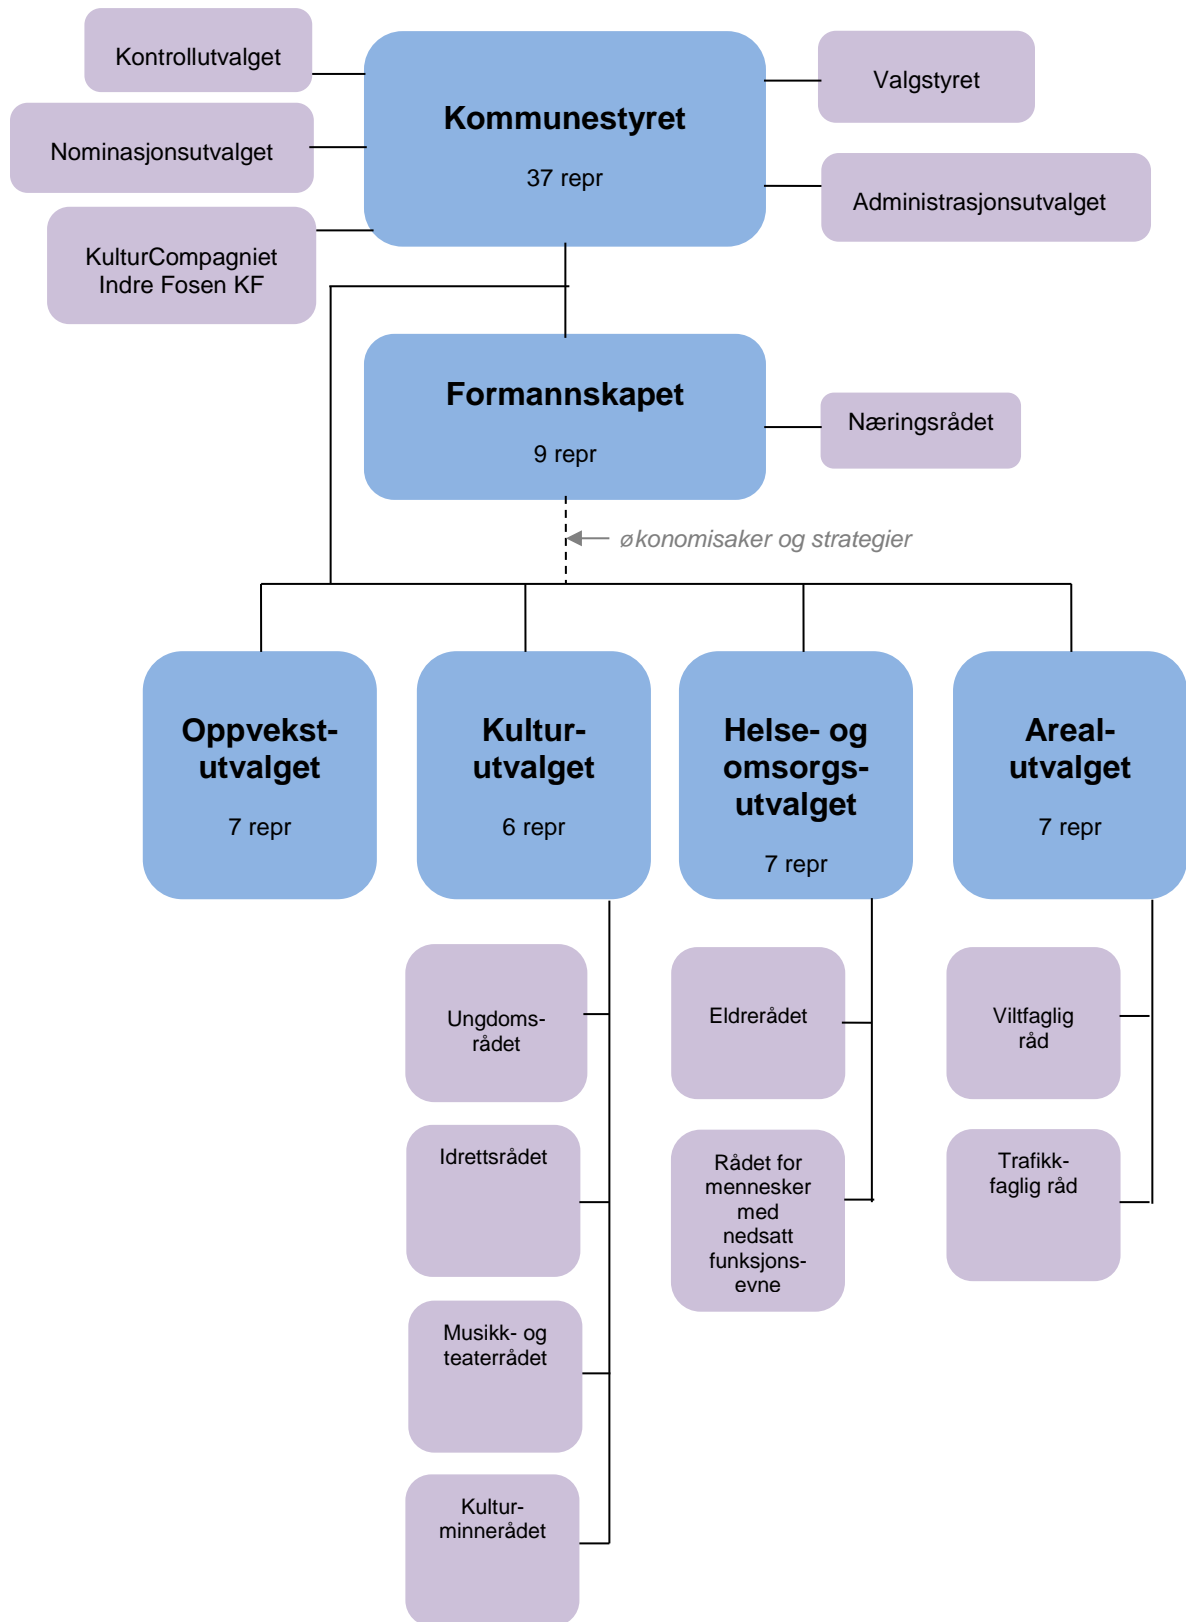 Kontrollutvalget
Nominasjonsutvalget
KulturCompagniet
Indre Fosen KF
Kommunestyret
37 repr
Valgstyret
Administrasjonsutvalget
Formannskapet
9 repr
Næringsrådet
økonomisaker og strategier
Oppvekst-
utvalget
7 repr
Kultur-
utvalget
6 repr
Helse- og
omsorgs-
utvalget
7 repr
Areal-
utvalget
7 repr
Ungdoms-
rådet
Idrettsrådet
Musikk- og
teaterrådet
Kultur-
minnerådet
Eldrerådet
Rådet for
mennesker
med
nedsatt
funksjons-
evne
Viltfaglig
råd
Trafikk-
faglig råd